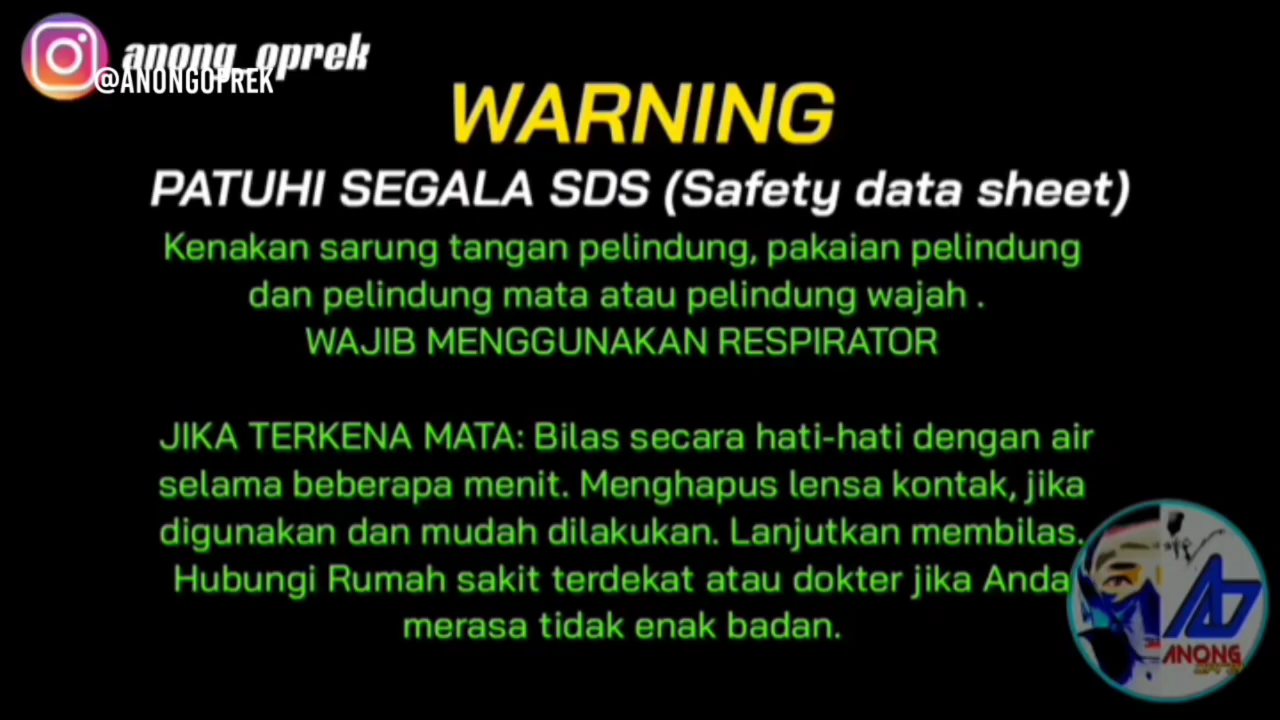 anong_oprek
@ANONGOPREK
WARNING
PATUHI SEGALA SDS (Safety data sheet)
Kenakan sarung tangan pelindung, pakaian pelindung
dan pelindung mata atau pelindung wajah .
WAJIB MENGGUNAKAN RESPIRATOR
JIKA TERKENA MATA: Bilas secara hati-hati dengan air
selama beberapa menit. Menghapus lensa kontak, jika
digunakan dan mudah dilakukan. Lanjutkan membilas.
Hubungi Rumah sakit terdekat atau dokter jika Anda
merasa tidak enak badan.
ANONG